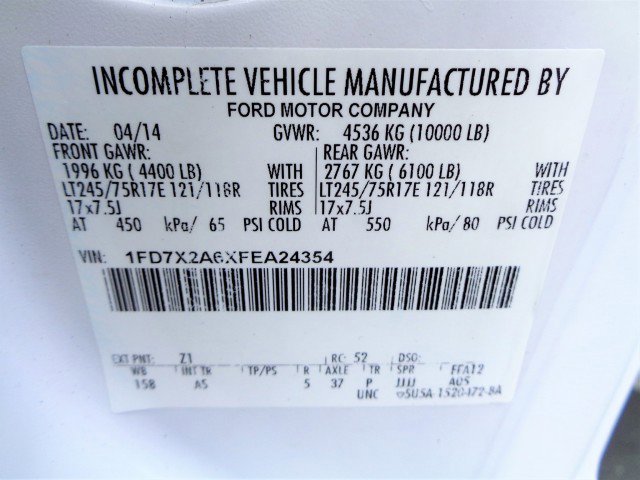 INCOMPLETE VEHICLE MANUFACTURED BY
FORD MOTOR COMPANY
DATE: 04/14 GVWR: 4536 KG (10000 LB)
FRONT GAWR: REAR GAWR:
1996 KG ( 4400 LB) WITH 2767 KG ( 6100 LB) WITH
LT245/75R17E 121/118R TIRES LT245/75R17E 121/118R TIRES
17x7.5J RIMS 17x7.5J RIMS
AT 450 kPa/ 65 PSI COLD AT 550 kPa/ 80 PSI COLD
VIN: 1FD7X2A6XFEA24354
EXT PNT: Z1 RC: 52 DSO:
WB INT TR TP/PS R AXLE TR SPR FFA12
158 A5 5 37 P JJJJ A05
UNC 5U5A-1520472-BA